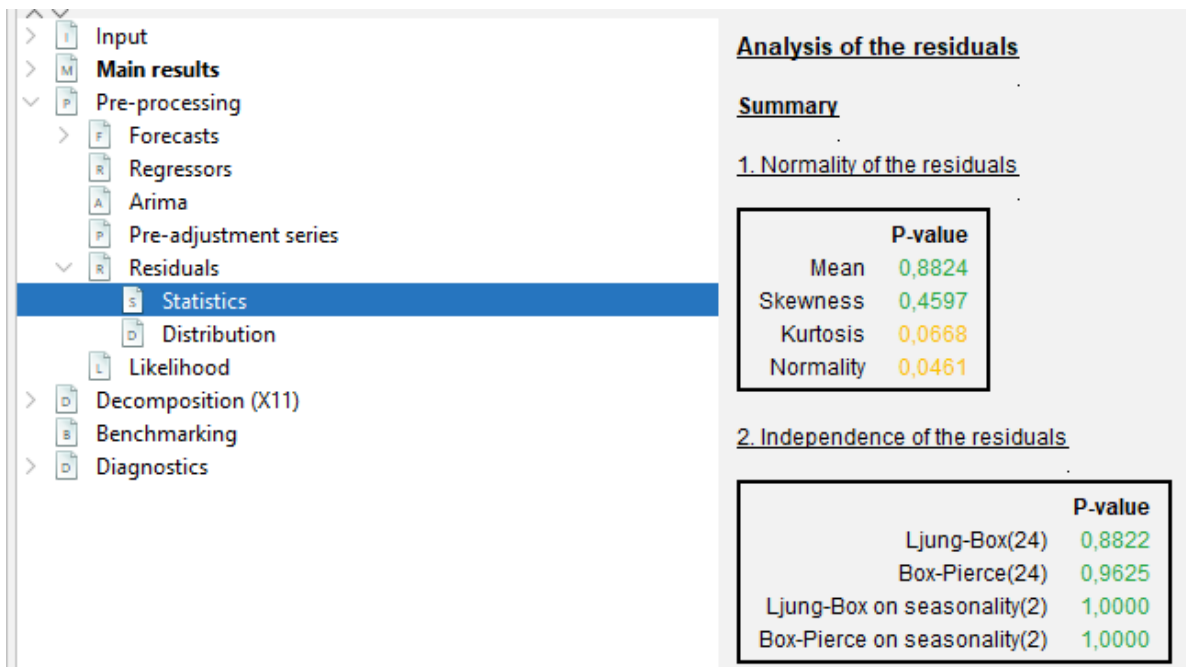 Input
Main results
Pre-processing
Forecasts
Regressors
Arima
Pre-adjustment series
Residuals
Statistics
Distribution
Likelihood
Decomposition (X11)
Benchmarking
Diagnostics
Analysis of the residuals
Summary
1. Normality of the residuals
P-value
Mean 0,8824
Skewness 0,4597
Kurtosis 0,0668
Normality 0,0461
2. Independence of the residuals
P-value
Ljung-Box(24) 0,8822
Box-Pierce(24) 0,9625
Ljung-Box on seasonality(2) 1,0000
Box-Pierce on seasonality(2) 1,0000